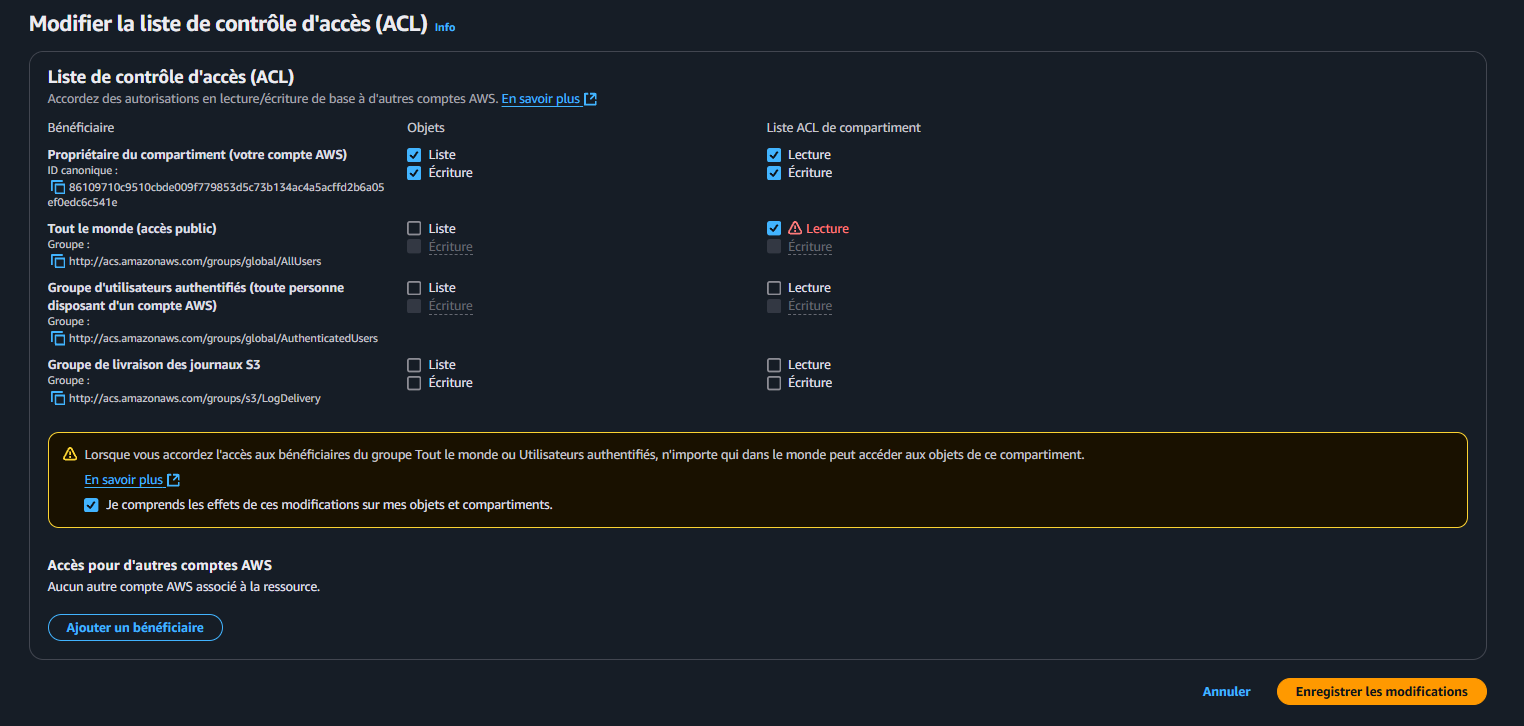 Modifier la liste de contrôle d'accès (ACL) Info
Liste de contrôle d'accès (ACL)
Accordez des autorisations en lecture/écriture de base à d'autres comptes AWS. En savoir plus
Bénéficiaire Objets Liste ACL de compartiment
Propriétaire du compartiment (votre compte AWS) Liste Lecture
ID canonique : Écriture Écriture
86109710c9510cbde009f779853d5c73b134ac4a5acffd2b6a05
ef0edc6c541e
Tout le monde (accès public) Liste Lecture
Groupe : Écriture Écriture
http://acs.amazonaws.com/groups/global/AllUsers
Groupe d'utilisateurs authentifiés (toute personne Liste Lecture
disposant d'un compte AWS) Écriture Écriture
Groupe :
http://acs.amazonaws.com/groups/global/AuthenticatedUsers
Groupe de livraison des journaux S3 Liste Lecture
Groupe : Écriture Écriture
http://acs.amazonaws.com/groups/s3/LogDelivery
Lorsque vous accordez l'accès aux bénéficiaires du groupe Tout le monde ou Utilisateurs authentifiés, n'importe qui dans le monde peut accéder aux objets de ce compartiment.
En savoir plus
Je comprends les effets de ces modifications sur mes objets et compartiments.
Accès pour d'autres comptes AWS
Aucun autre compte AWS associé à la ressource.
Ajouter un bénéficiaire
Annuler Enregistrer les modifications